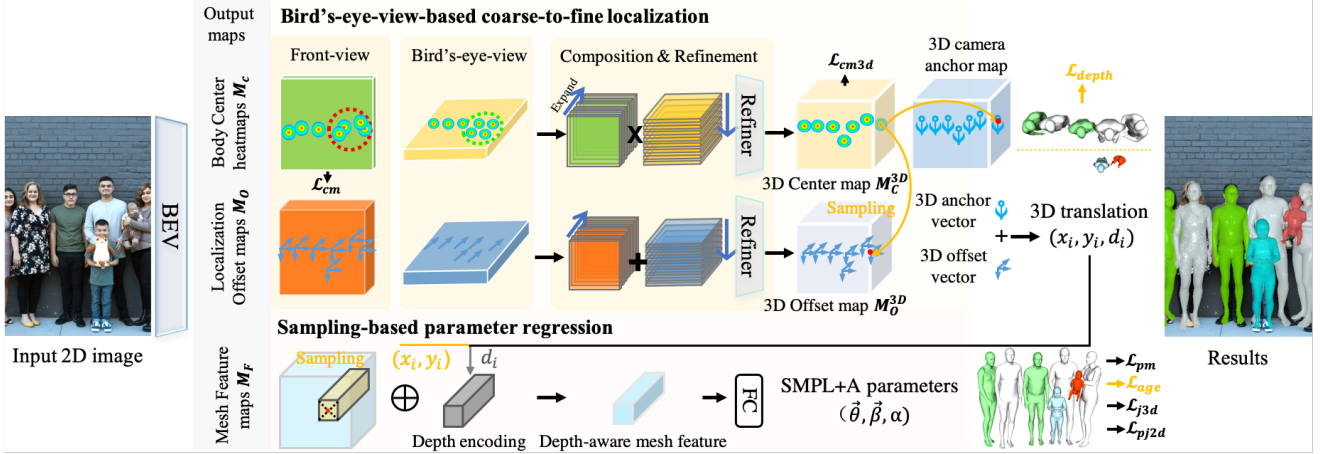 Output
maps
Bird's-eye-view-based coarse-to-fine localization
Front-view
Bird's-eye-view
Composition & Refinement
3D camera
anchor map
Body Center
heatmaps M_c
Expand
X
Refiner
ℒ_cm3d
ℒ_depth
ℒ_cm
3D Center map M_C^3D
Sampling
BEV
Localization
Offset maps M_O
+
Refiner
3D Offset map M_O^3D
3D anchor
vector
+
3D offset
vector
3D translation
(x_i, y_i, d_i)
Input 2D image
Results
Sampling-based parameter regression
Mesh Feature
maps M_F
Sampling
(x_i, y_i)
d_i
Depth encoding
Depth-aware mesh feature
FC
SMPL+A parameters
(θ⃗, β⃗, α)
ℒ_pm
ℒ_age
ℒ_j3d
ℒ_pj2d